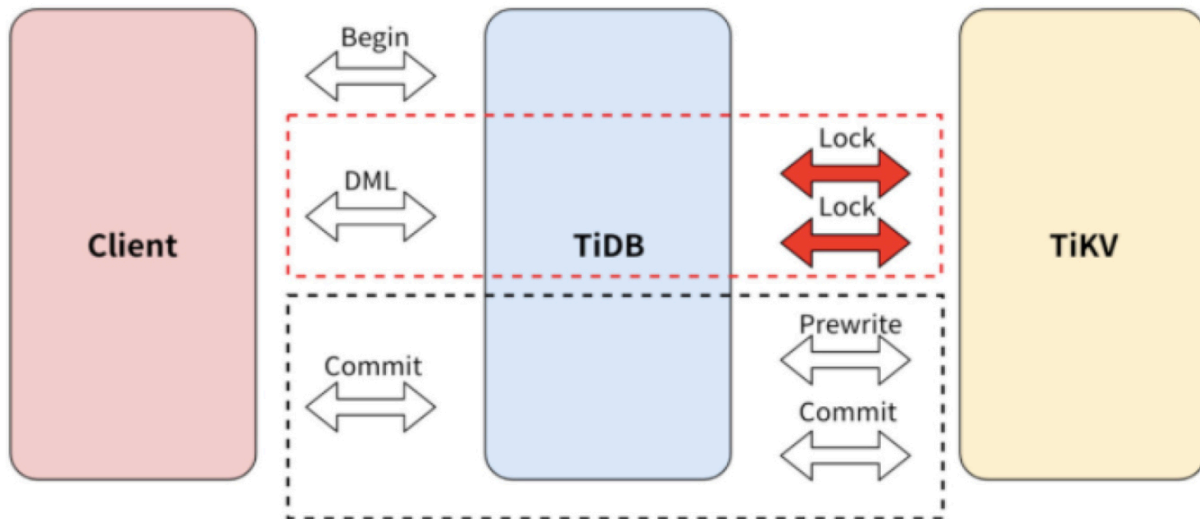 Begin
Lock
DML
Lock
Client
TiDB
TiKV
Prewrite
Commit
Commit